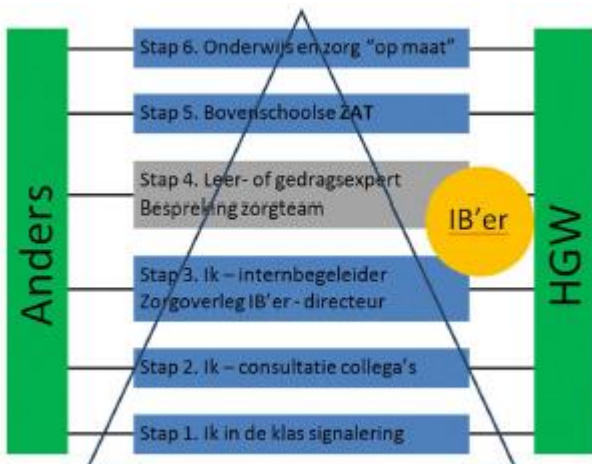 Anders
Stap 6. Onderwijs en zorg "op maat"
Stap 5. Bovenschoolse ZAT
Stap 4. Leer- of gedragsexpert
Bespreking zorgteam
IB'er
Stap 3. Ik – internbegeleider
Zorgoverleg IB'er - directeur
Stap 2. Ik – consultatie collega's
Stap 1. Ik in de klas signalering
HGW